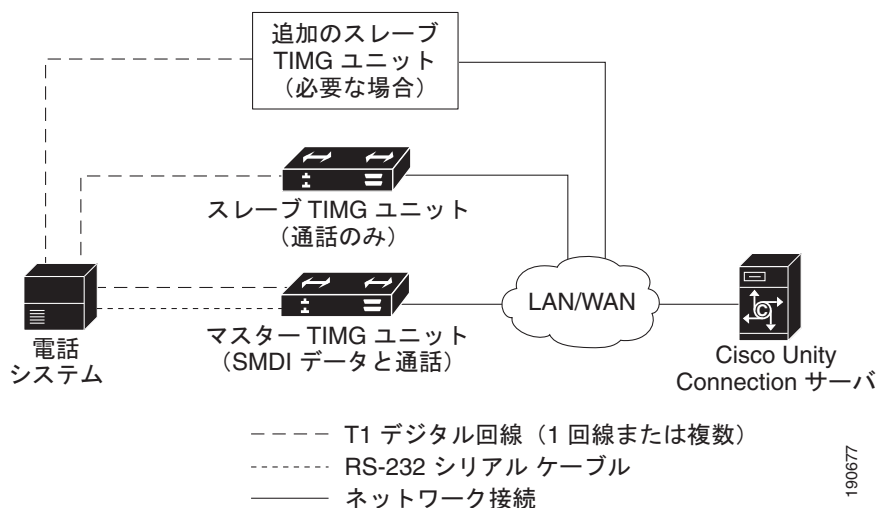 追加のスレーブ
TIMG ユニット
（必要な場合）
スレーブ TIMG ユニット
（通話のみ）
LAN/WAN
電話
システム
マスター TIMG ユニット
（SMDI データと通話）
Cisco Unity
Connection サーバ
T1 デジタル回線（1 回線または複数）
RS-232 シリアル ケーブル
ネットワーク接続
190677